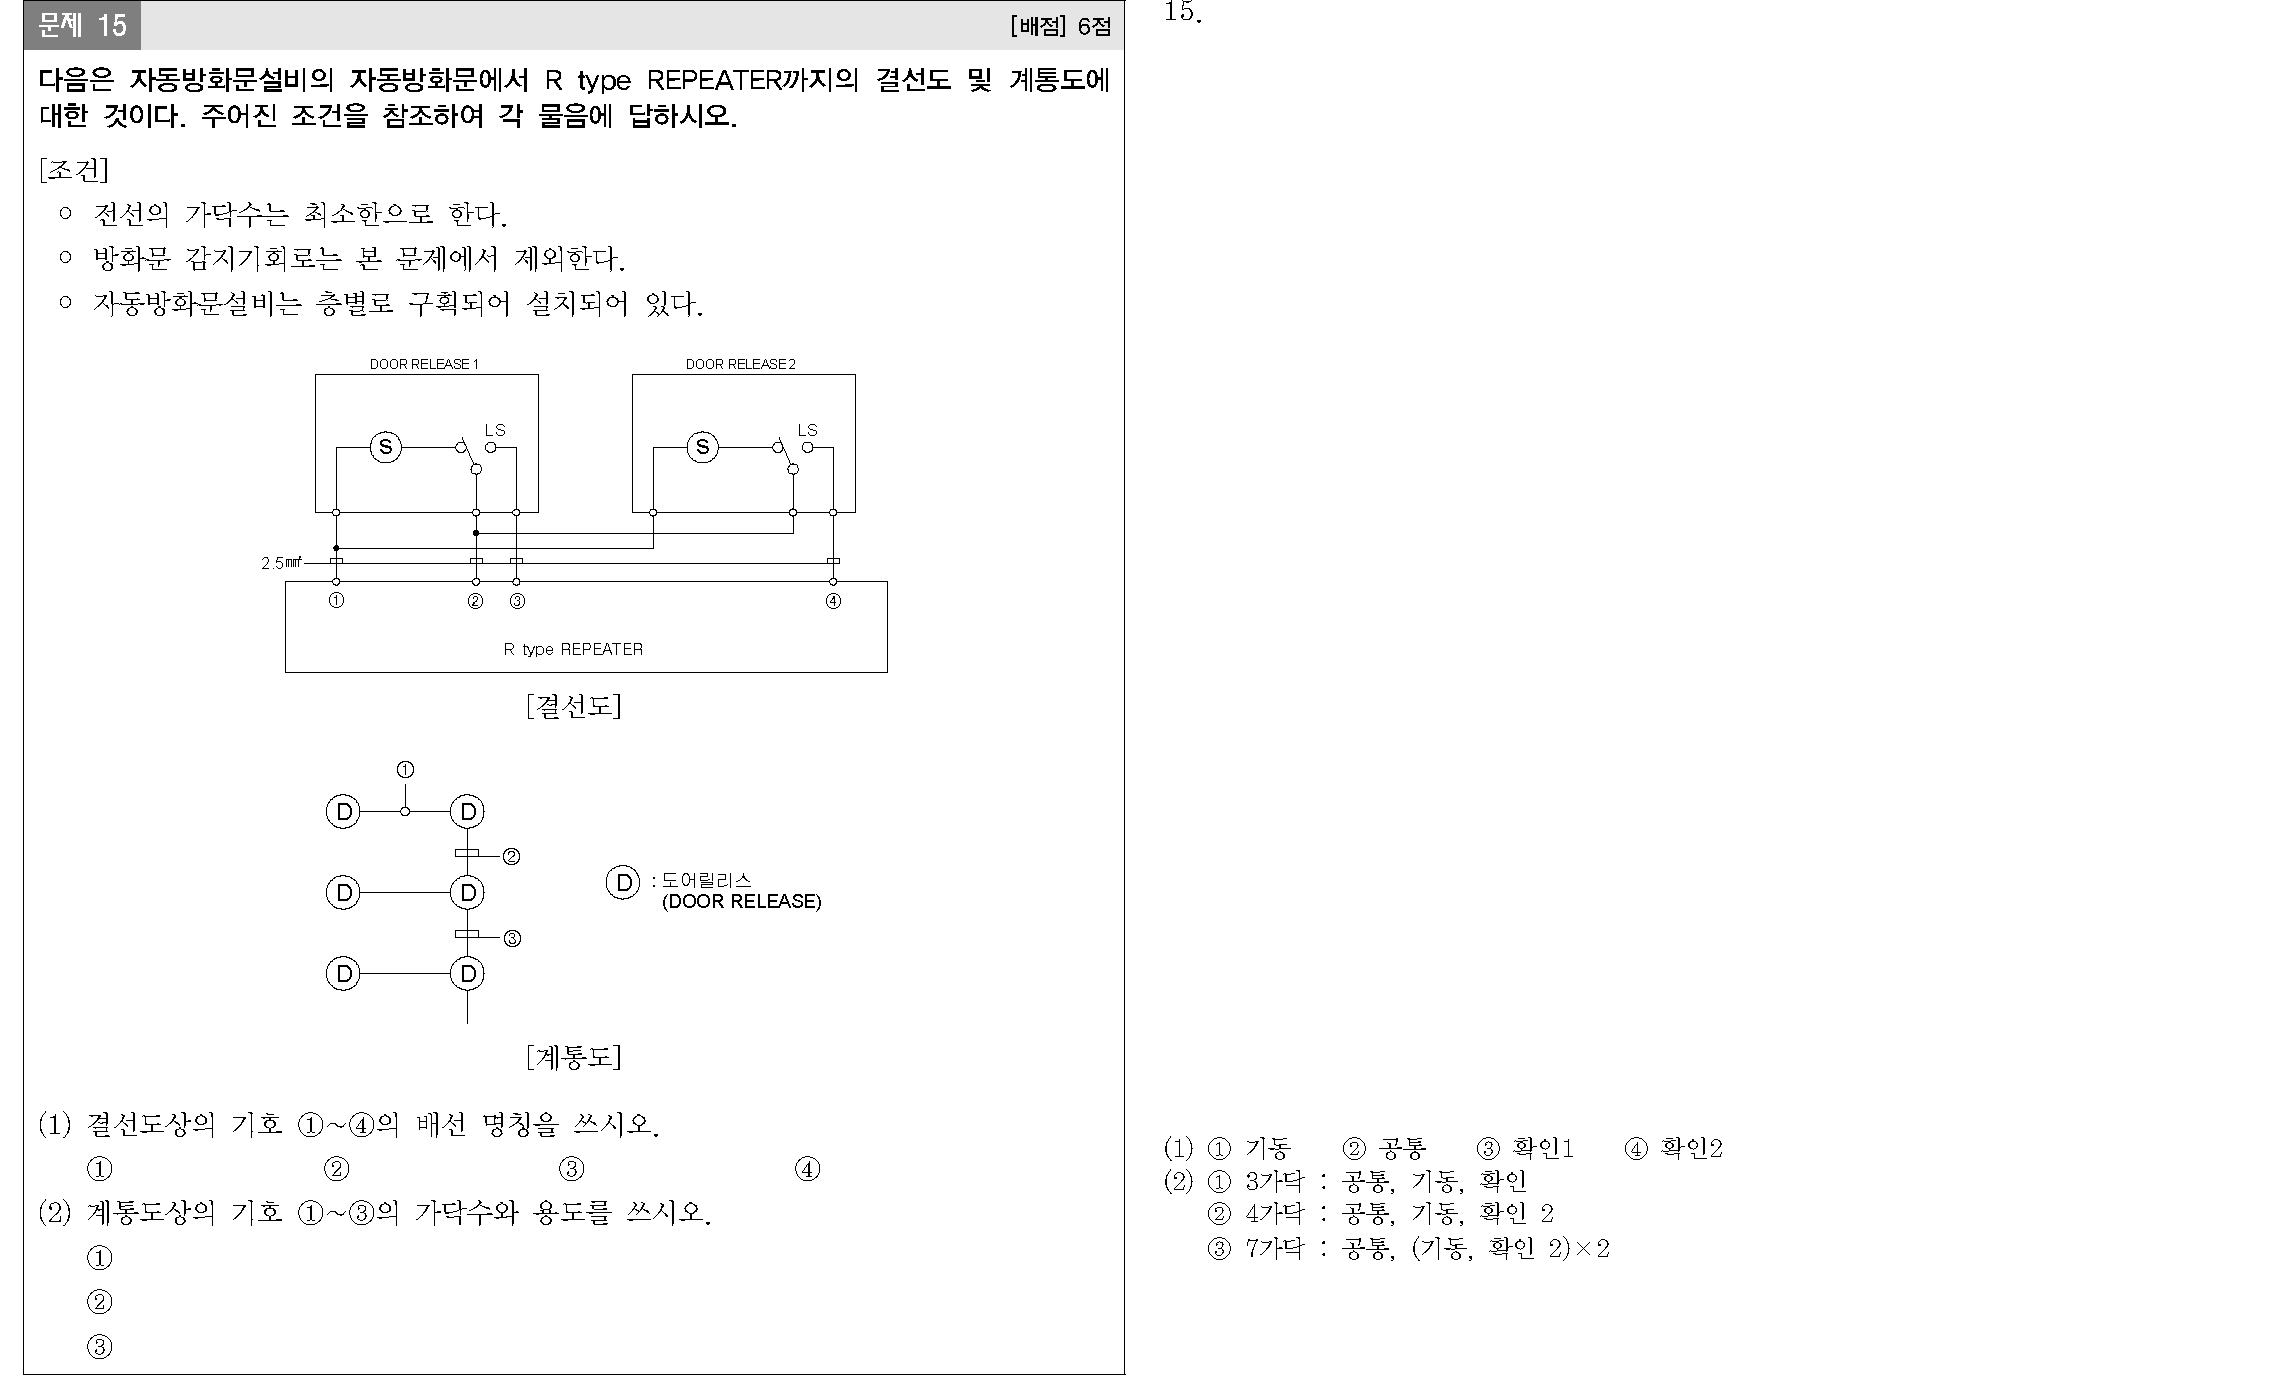 문제 15
[배점] 6점
다음은 자동방화문설비의 자동방화문에서 R type REPEATER까지의 결선도 및 계통도에
대한 것이다. 주어진 조건을 참조하여 각 물음에 답하시오.
[조건]
○ 전선의 가닥수는 최소한으로 한다.
○ 방화문 감지기회로는 본 문제에서 제외한다.
○ 자동방화문설비는 층별로 구획되어 설치되어 있다.
DOOR RELEASE 1
DOOR RELEASE 2
S
LS
S
LS
2.5㎟
① ② ③ ④
R type REPEATER
[결선도]
①
D D
②
D D
D : 도어릴리스
(DOOR RELEASE)
③
D D
[계통도]
(1) 결선도상의 기호 ①~④의 배선 명칭을 쓰시오.
① ② ③ ④
(2) 계통도상의 기호 ①~③의 가닥수와 용도를 쓰시오.
①
②
③
15.
(1) ① 기동 ② 공통 ③ 확인1 ④ 확인2
(2) ① 3가닥 : 공통, 기동, 확인
② 4가닥 : 공통, 기동, 확인 2
③ 7가닥 : 공통, (기동, 확인 2)×2